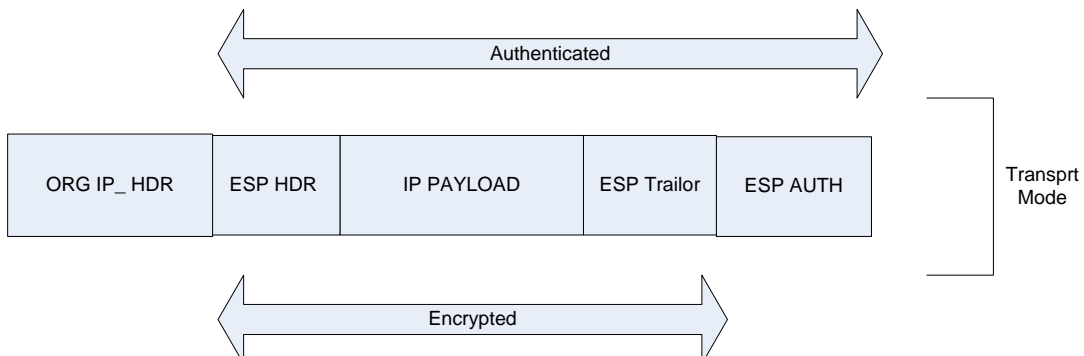 Authenticated
ORG IP_ HDR
ESP HDR
IP PAYLOAD
ESP Trailor
ESP AUTH
Transprt
Mode
Encrypted